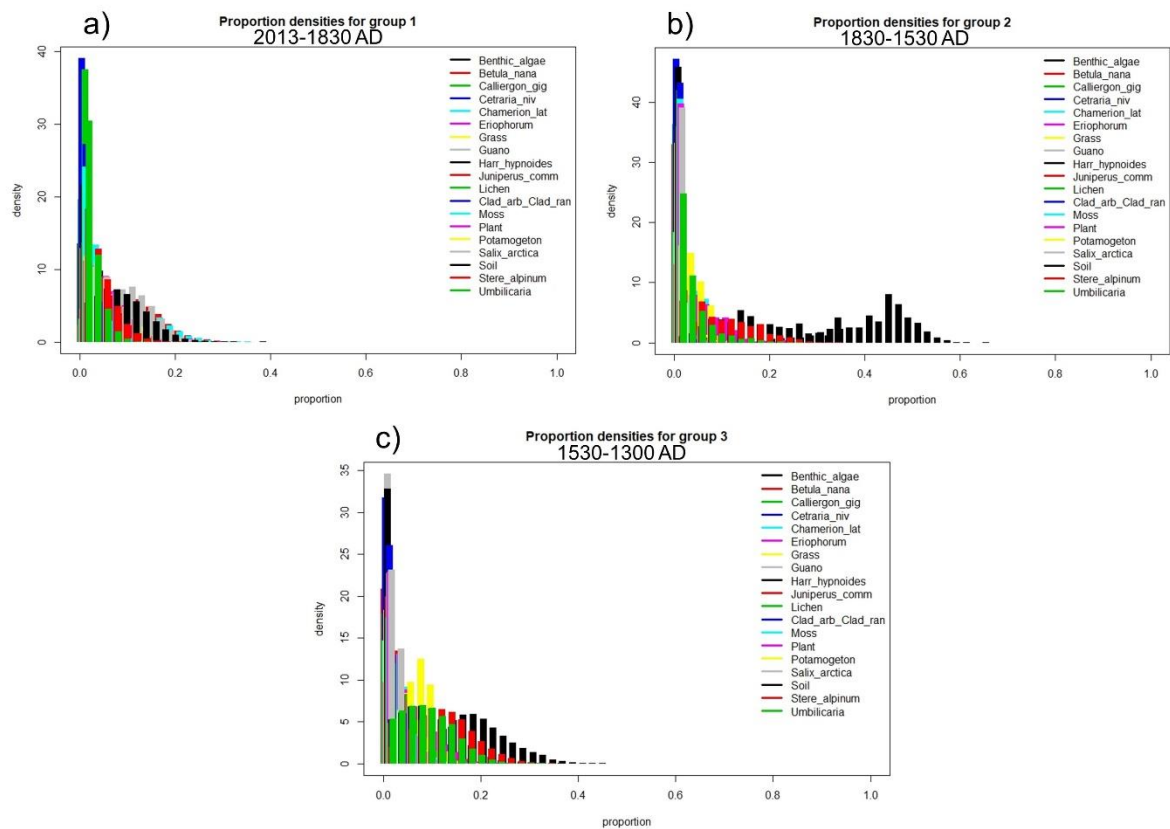 a)
Proportion densities for group 1
2013-1830 AD
density
40
30
20
10
0
Benthic_algae
Betula_nana
Calliergon_gig
Cetraria_niv
Chamerion_lat
Eriophorum
Grass
Guano
Harr_hypnoides
Juniperus_comm
Lichen
Clad_arb_Clad_ran
Moss
Plant
Potamogeton
Salix_arctica
Soil
Stere_alpinum
Umbilicaria
0.0 0.2 0.4 0.6 0.8 1.0
proportion
b)
Proportion densities for group 2
1830-1530 AD
density
40
30
20
10
0
Benthic_algae
Betula_nana
Calliergon_gig
Cetraria_niv
Chamerion_lat
Eriophorum
Grass
Guano
Harr_hypnoides
Juniperus_comm
Lichen
Clad_arb_Clad_ran
Moss
Plant
Potamogeton
Salix_arctica
Soil
Stere_alpinum
Umbilicaria
0.0 0.2 0.4 0.6 0.8 1.0
proportion
c)
Proportion densities for group 3
1530-1300 AD
density
35
30
25
20
15
10
5
0
Benthic_algae
Betula_nana
Calliergon_gig
Cetraria_niv
Chamerion_lat
Eriophorum
Grass
Guano
Harr_hypnoides
Juniperus_comm
Lichen
Clad_arb_Clad_ran
Moss
Plant
Potamogeton
Salix_arctica
Soil
Stere_alpinum
Umbilicaria
0.0 0.2 0.4 0.6 0.8 1.0
proportion